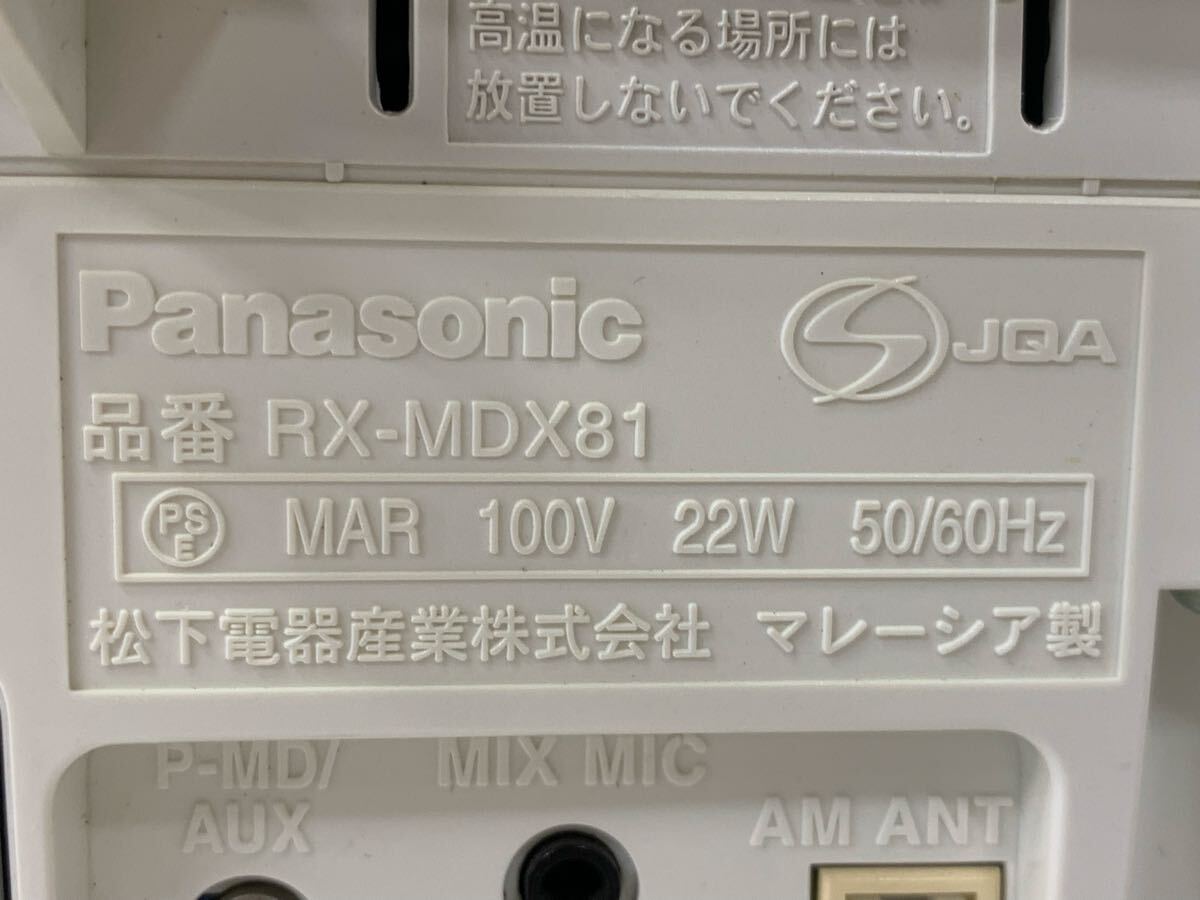 高温になる場所には
放置しないでください。
Panasonic
JQA
品番 RX-MDX81
PSE MAR 100V 22W 50/60Hz
松下電器産業株式会社 マレーシア製
P-MD/
AUX
MIX MIC
AM ANT